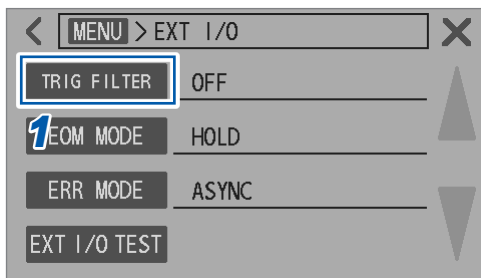 < MENU > EXT I/O X
TRIG FILTER OFF
1 EOM MODE HOLD
ERR MODE ASYNC
EXT I/O TEST